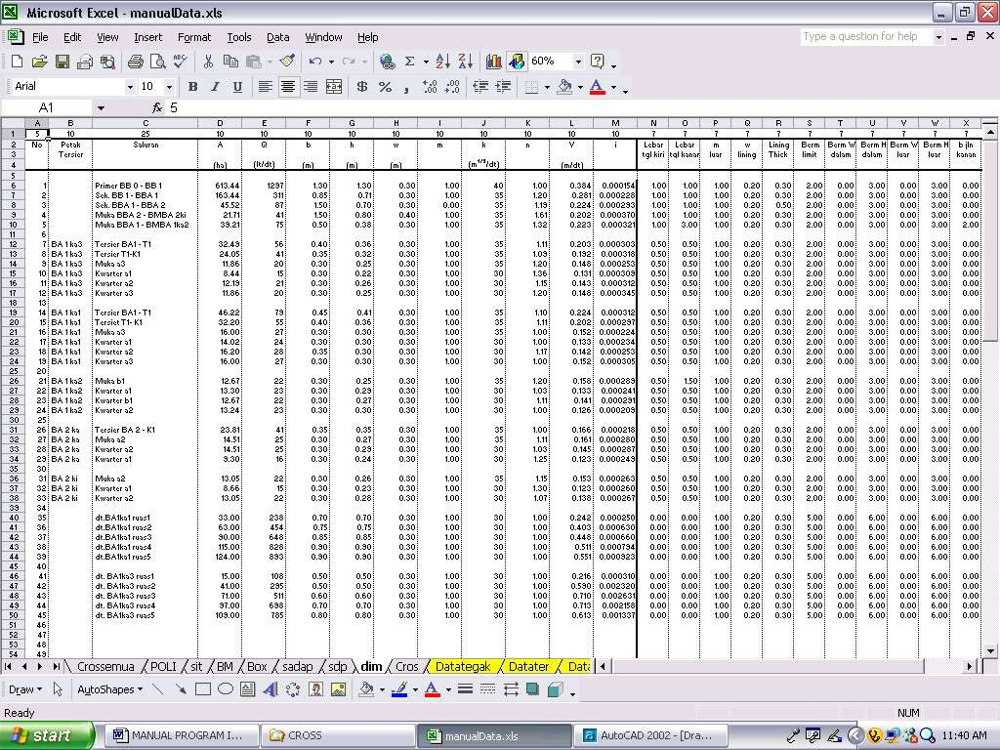 Microsoft Excel - manualData.xls
File Edit View Insert Format Tools Data Window Help
Type a question for help
60%
Arial 10 B I U $ % ,
A1 fx 5
A B C D E F G H I J K L M N O P Q R S T U V W X
1 5 10 25 10 10 10 10 10 10 10 10 10 10 7 7 7 7 7 7 7 7 7 7 7
2 No Petak Saluran A Q b h w m k n V i Lebar Lebar m w Lining Berm Berm W Berm H Berm W Berm H b jln
3 Tersier tgl kiri tgl kanan luar lining Thick limit dalam dalam luar luar kanan
4 (ha) (lt/dt) (m) (m) (m) (m1/3/dt) (m/dt)
5
6 1 Primer BB 0 - BB 1 613.44 1297 1.30 1.30 0.30 1.00 40 1.00 0.384 0.000154 1.00 1.00 1.00 0.20 0.30 2.00 0.00 3.00 0.00 3.00 0.00
7 2 Sek. BB 1 - BBA 1 163.44 311 0.85 0.71 0.30 1.00 35 1.20 0.281 0.000228 1.00 1.00 1.00 0.20 0.30 2.00 0.00 3.00 0.00 3.00 0.00
8 3 Sek. BBA 1 - BBA 2 45.52 87 1.50 0.70 0.30 0.00 35 1.19 0.224 0.000293 1.00 1.00 1.00 0.20 0.50 2.00 0.00 3.00 0.00 3.00 0.00
9 4 Muka BBA 2 - BMBA 2ki 21.71 41 1.50 0.80 0.40 1.00 35 1.61 0.202 0.000370 1.00 1.00 1.00 0.20 0.30 2.00 0.00 3.00 0.00 3.00 0.00
10 5 Muka BBA 1 - BMBA 1ka2 39.21 75 0.50 0.38 0.30 1.00 35 1.32 0.223 0.000321 1.00 3.00 1.00 0.20 0.30 2.00 0.00 3.00 0.00 3.00 2.00
11 6
12 7 BA 1 ka3 Tersier BA1 - T1 32.49 56 0.40 0.36 0.30 1.00 35 1.11 0.203 0.000303 0.50 0.50 1.00 0.20 0.30 2.00 0.00 3.00 0.00 3.00 0.00
13 8 BA 1 ka3 Tersier T1-K1 24.05 41 0.35 0.32 0.30 1.00 35 1.09 0.192 0.000318 0.50 0.50 1.00 0.20 0.30 2.00 0.00 3.00 0.00 3.00 0.00
14 9 BA 1 ka3 Muka a3 11.86 20 0.30 0.25 0.30 1.00 35 1.20 0.148 0.000253 0.50 0.50 1.00 0.20 0.30 2.00 0.00 3.00 0.00 3.00 0.00
15 10 BA 1 ka3 Kwarter a1 8.44 15 0.30 0.22 0.30 1.00 30 1.36 0.131 0.000309 0.50 0.50 1.00 0.20 0.30 2.00 0.00 3.00 0.00 3.00 0.00
16 11 BA 1 ka3 Kwarter a2 12.19 21 0.30 0.26 0.30 1.00 30 1.15 0.143 0.000312 0.50 0.50 1.00 0.20 0.30 2.00 0.00 3.00 0.00 3.00 0.00
17 12 BA 1 ka3 Kwarter a3 11.86 20 0.30 0.25 0.30 1.00 30 1.20 0.148 0.000345 0.50 0.50 1.00 0.20 0.30 2.00 0.00 3.00 0.00 3.00 0.00
18 13
19 14 BA 1 ka1 Tersier BA1 - T1 46.22 79 0.45 0.41 0.30 1.00 35 1.10 0.224 0.000312 0.50 0.50 1.00 0.20 0.30 2.00 0.00 3.00 0.00 3.00 0.00
20 15 BA 1 ka1 Tersiet T1- K1 32.20 55 0.40 0.36 0.30 1.00 35 1.11 0.202 0.000297 0.50 0.50 1.00 0.20 0.30 2.00 0.00 3.00 0.00 3.00 0.00
21 16 BA 1 ka1 Muka a3 16.00 27 0.30 0.30 0.30 1.00 35 1.00 0.152 0.000224 0.50 0.50 1.00 0.20 0.30 2.00 0.00 3.00 0.00 3.00 0.00
22 17 BA 1 ka1 Kwarter a1 14.02 24 0.30 0.30 0.30 1.00 30 1.00 0.133 0.000234 0.50 0.50 1.00 0.20 0.30 2.00 0.00 3.00 0.00 3.00 0.00
23 18 BA 1 ka1 Kwarter a2 16.20 28 0.35 0.30 0.30 1.00 30 1.17 0.142 0.000253 0.50 0.50 1.00 0.20 0.30 2.00 0.00 3.00 0.00 3.00 0.00
24 19 BA 1 ka1 Kwarter a3 16.00 27 0.30 0.30 0.30 1.00 30 1.00 0.152 0.000305 0.50 0.50 1.00 0.20 0.30 2.00 0.00 3.00 0.00 3.00 0.00
25 20
26 21 BA 1 ka2 Muka b1 12.67 22 0.30 0.25 0.30 1.00 35 1.20 0.158 0.000289 0.50 1.50 1.00 0.20 0.30 2.00 0.00 3.00 0.00 3.00 0.00
27 22 BA 1 ka2 Kwarter a1 13.30 23 0.30 0.29 0.30 1.00 30 1.03 0.133 0.000241 0.50 0.50 1.00 0.20 0.30 2.00 0.00 3.00 0.00 3.00 0.00
28 23 BA 1 ka2 Kwarter b1 12.67 22 0.30 0.27 0.30 1.00 30 1.11 0.141 0.000291 0.50 0.50 1.00 0.20 0.30 2.00 0.00 3.00 0.00 3.00 0.00
29 24 BA 1 ka2 Kwarter a2 13.24 23 0.30 0.30 0.30 1.00 30 1.00 0.126 0.000209 0.50 0.50 1.00 0.20 0.30 2.00 0.00 3.00 0.00 3.00 0.00
30 25
31 26 BA 2 ka Tersier BA 2 - K1 23.81 41 0.35 0.35 0.30 1.00 35 1.00 0.166 0.000218 0.50 0.50 1.00 0.20 0.30 2.00 0.00 3.00 0.00 3.00 0.00
32 27 BA 2 ka Muka a2 14.51 25 0.30 0.27 0.30 1.00 35 1.11 0.161 0.000280 0.50 0.50 1.00 0.20 0.30 2.00 0.00 3.00 0.00 3.00 0.00
33 28 BA 2 ka Kwarter a2 14.51 25 0.30 0.29 0.30 1.00 30 1.03 0.145 0.000287 0.50 0.50 1.00 0.20 0.30 2.00 0.00 3.00 0.00 3.00 0.00
34 29 BA 2 ka Kwarter a1 9.30 16 0.30 0.24 0.30 1.00 30 1.25 0.123 0.000249 0.50 0.50 1.00 0.20 0.30 2.00 0.00 3.00 0.00 3.00 0.00
35 30
36 31 BA 2 ki Muka a2 13.05 22 0.30 0.26 0.30 1.00 35 1.15 0.153 0.000263 0.50 0.50 1.00 0.20 0.30 2.00 0.00 3.00 0.00 3.00 0.00
37 32 BA 2 ki Kwarter a1 8.66 15 0.30 0.23 0.30 1.00 30 1.30 0.123 0.000260 0.50 0.50 1.00 0.20 0.30 2.00 0.00 3.00 0.00 3.00 0.00
38 33 BA 2 ki Kwarter a2 13.05 22 0.30 0.28 0.30 1.00 30 1.07 0.138 0.000267 0.50 0.50 1.00 0.20 0.30 2.00 0.00 3.00 0.00 3.00 0.00
39 34
40 35 dt.BA1ka1 ruas1 33.00 238 0.70 0.70 0.30 1.00 30 1.00 0.242 0.000250 0.00 0.00 1.00 0.20 0.30 5.00 0.00 6.00 0.00 6.00 0.00
41 36 dt.BA1ka1 ruas2 63.00 454 0.75 0.75 0.30 1.00 30 1.00 0.403 0.000630 0.00 0.00 1.00 0.20 0.30 5.00 0.00 6.00 0.00 6.00 0.00
42 37 dt.BA1ka1 ruas3 90.00 648 0.85 0.85 0.30 1.00 30 1.00 0.448 0.000660 0.00 0.00 1.00 0.20 0.30 5.00 0.00 6.00 0.00 6.00 0.00
43 38 dt.BA1ka1 ruas4 115.00 828 0.90 0.90 0.30 1.00 30 1.00 0.511 0.000794 0.00 0.00 1.00 0.20 0.30 5.00 0.00 6.00 0.00 6.00 0.00
44 39 dt.BA1ka1 ruas5 124.00 893 0.90 0.90 0.30 1.00 30 1.00 0.551 0.000923 0.00 0.00 1.00 0.20 0.30 5.00 0.00 6.00 0.00 6.00 0.00
45 40
46 41 dt. BA1ka3 ruas1 15.00 108 0.50 0.50 0.30 1.00 30 1.00 0.216 0.000310 0.00 0.00 1.00 0.20 0.30 5.00 0.00 6.00 0.00 6.00 0.00
47 42 dt. BA1ka3 ruas2 41.00 295 0.50 0.50 0.30 1.00 30 1.00 0.590 0.002320 0.00 0.00 1.00 0.20 0.30 5.00 0.00 6.00 0.00 6.00 0.00
48 43 dt. BA1ka3 ruas3 71.00 511 0.60 0.60 0.30 1.00 30 1.00 0.710 0.002631 0.00 0.00 1.00 0.20 0.30 5.00 0.00 6.00 0.00 6.00 0.00
49 44 dt. BA1ka3 ruas4 97.00 698 0.70 0.70 0.30 1.00 30 1.00 0.713 0.002158 0.00 0.00 1.00 0.20 0.30 5.00 0.00 6.00 0.00 6.00 0.00
50 45 dt. BA1ka3 ruas5 109.00 785 0.80 0.80 0.30 1.00 30 1.00 0.613 0.001337 0.00 0.00 1.00 0.20 0.30 5.00 0.00 6.00 0.00 6.00 0.00
51 46
52 47
53 48
54 49
Crossemua POLI sit BM Box sadap sdp dim Cros Datategak Datater Data
Draw AutoShapes
Ready NUM
start MANUAL PROGRAM I... CROSS manualData.xls AutoCAD 2002 - [Dra... 11:40 AM